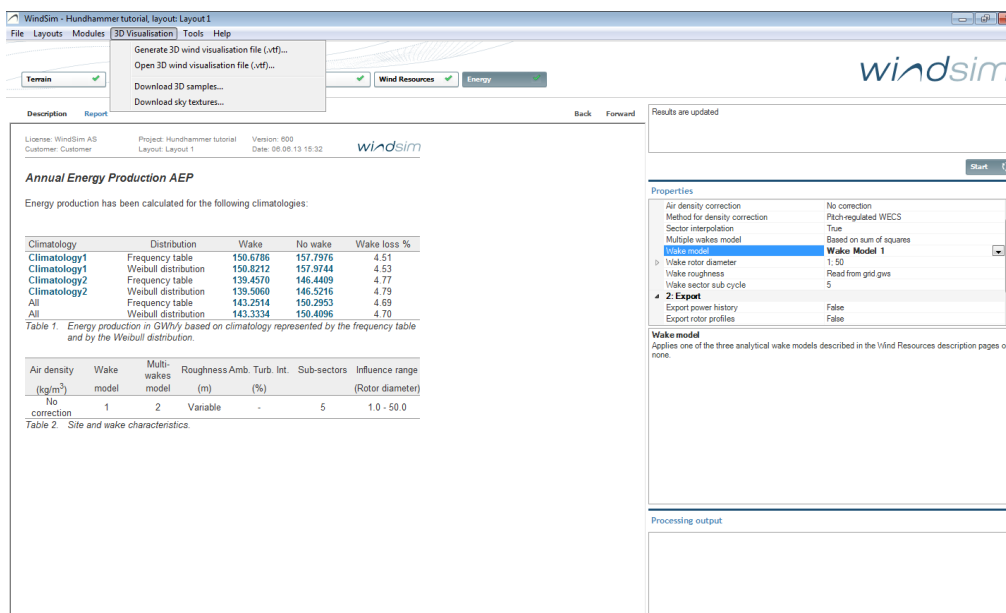 WindSim - Hundhammer tutorial, layout: Layout 1
File Layouts Modules 3D Visualisation Tools Help
Generate 3D wind visualisation file (.vtf)...
Open 3D wind visualisation file (.vtf)...
Download 3D samples...
Download sky textures...
Terrain
Wind Resources
Energy
windsim
Description Report Back Forward
License: WindSim AS Project: Hundhammer tutorial Version: 600
Customer: Customer Layout: Layout 1 Date: 06.06.13 15:32
windsim
Annual Energy Production AEP
Energy production has been calculated for the following climatologies:
Climatology Distribution Wake No wake Wake loss %
Climatology1 Frequency table 150.6786 157.7976 4.51
Climatology1 Weibull distribution 150.8212 157.9744 4.53
Climatology2 Frequency table 139.4570 146.4409 4.77
Climatology2 Weibull distribution 139.5060 146.5216 4.79
All Frequency table 143.2514 150.2953 4.69
All Weibull distribution 143.3334 150.4096 4.70
Table 1. Energy production in GWh/y based on climatology represented by the frequency table
and by the Weibull distribution.
Air density Wake Multi-wakes Roughness Amb. Turb. Int. Sub-sectors Influence range
(kg/m³) model model (m) (%) (Rotor diameter)
No correction 1 2 Variable - 5 1.0 - 50.0
Table 2. Site and wake characteristics.
Results are updated
Start
Properties
Air density correction No correction
Method for density correction Pitch-regulated WECS
Sector interpolation True
Multiple wakes model Based on sum of squares
Wake model Wake Model 1
Wake rotor diameter 1; 50
Wake roughness Read from grid.gws
Wake sector sub cycle 5
2: Export
Export power history False
Export rotor profiles False
Wake model
Applies one of the three analytical wake models described in the Wind Resources description pages o
none.
Processing output